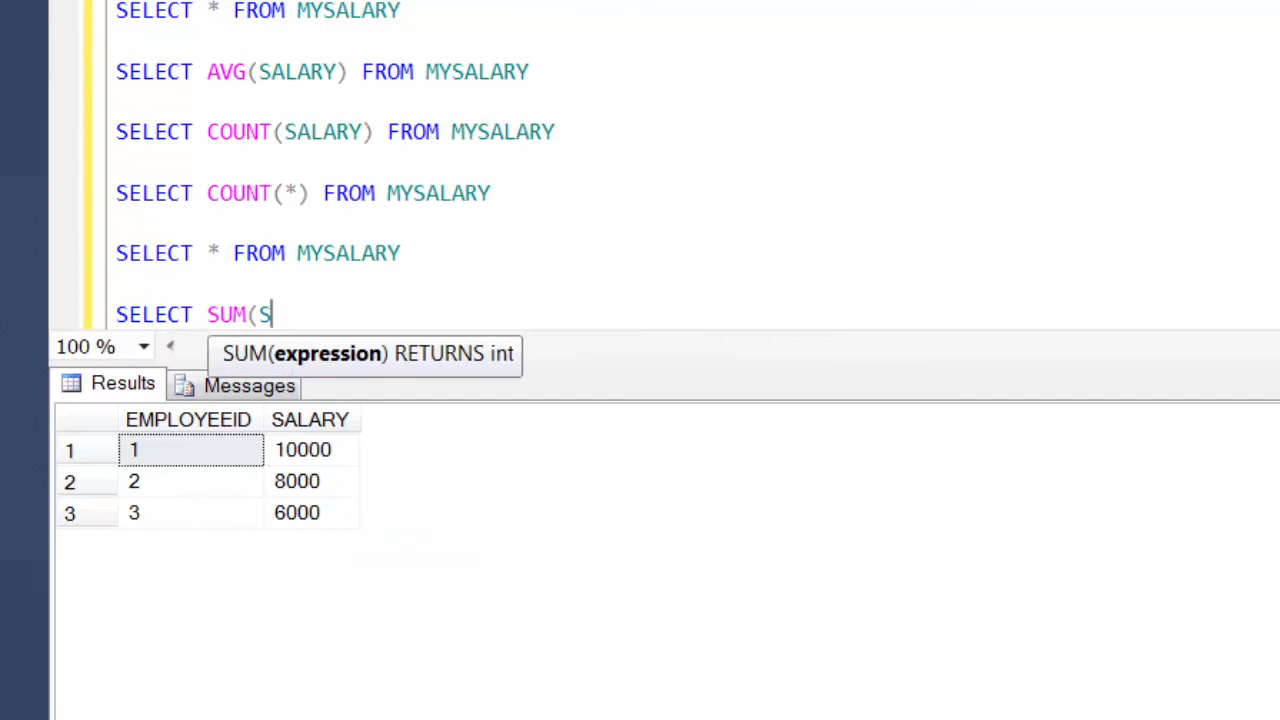 SELECT * FROM MYSALARY
SELECT AVG(SALARY) FROM MYSALARY
SELECT COUNT(SALARY) FROM MYSALARY
SELECT COUNT(*) FROM MYSALARY
SELECT * FROM MYSALARY
SELECT SUM(S
100 %
SUM(expression) RETURNS int
Results Messages
EMPLOYEEID SALARY
1 1 10000
2 2 8000
3 3 6000